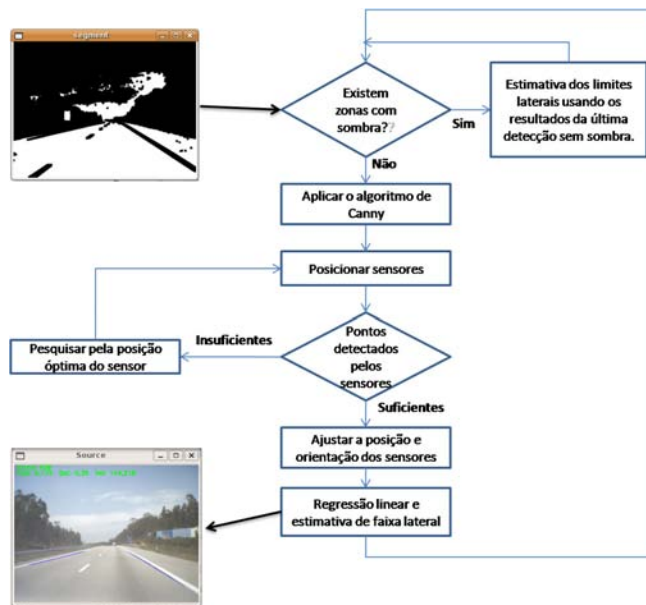 segment
Existem
zonas com
sombra??
Sim
Estimativa dos limites
laterais usando os
resultados da última
detecção sem sombra.
Não
Aplicar o algoritmo de
Canny
Posicionar sensores
Insuficientes
Pesquisar pela posição
óptima do sensor
Pontos
detectados
pelos
sensores
Suficientes
Ajustar a posição e
orientação dos sensores
Source
Regressão linear e
estimativa de faixa lateral